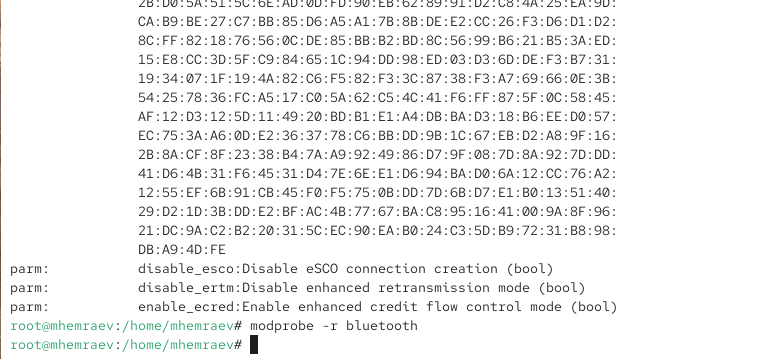 2B:D0:5A:51:5C:6E:AD:0D:FD:90:EB:62:89:91:D2:C8:4A:25:EA:9D:
CA:B9:BE:27:C7:BB:85:D6:A5:A1:7B:8B:DE:E2:CC:26:F3:D6:D1:D2:
8C:FF:82:18:76:56:0C:DE:85:BB:B2:BD:8C:56:99:B6:21:B5:3A:ED:
15:E8:CC:3D:5F:C9:84:65:1C:94:DD:98:ED:03:D3:6D:DE:F3:B7:31:
19:34:07:1F:19:4A:82:C6:F5:82:F3:3C:87:38:F3:A7:69:66:0E:3B:
54:25:78:36:FC:A5:17:C0:5A:62:C5:4C:41:F6:FF:87:5F:0C:58:45:
AF:12:D3:12:5D:11:49:20:BD:B1:E1:A4:DB:BA:D3:18:B6:EE:D0:57:
EC:75:3A:A6:0D:E2:36:37:78:C6:BB:DD:9B:1C:67:EB:D2:A8:9F:16:
2B:8A:CF:8F:23:38:B4:7A:A9:92:49:86:D7:9F:08:7D:8A:92:7D:DD:
41:D6:4B:31:F6:45:31:D4:7E:6E:E1:D6:94:BA:D0:6A:12:CC:76:A2:
12:55:EF:6B:91:CB:45:F0:F5:75:0B:DD:7D:6B:D7:E1:B0:13:51:40:
29:D2:1D:3B:DD:E2:BF:AC:4B:77:67:BA:C8:95:16:41:00:9A:8F:96:
21:DC:9A:C2:B2:20:31:5C:EC:90:EA:B0:24:C3:5D:B9:72:31:B8:98:
DB:A9:4D:FE
parm: disable_esco:Disable eSCO connection creation (bool)
parm: disable_ertm:Disable enhanced retransmission mode (bool)
parm: enable_ecred:Enable enhanced credit flow control mode (bool)
root@mhemraev:/home/mhemraev# modprobe -r bluetooth
root@mhemraev:/home/mhemraev#